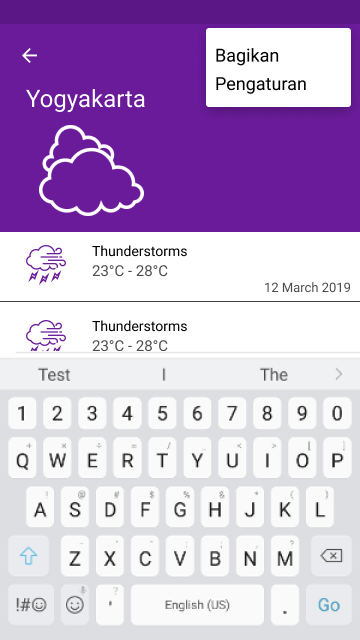 Bagikan
Pengaturan
Yogyakarta
Thunderstorms
23°C - 28°C
12 March 2019
Thunderstorms
23°C - 28°C
Test I The
1 2 3 4 5 6 7 8 9 0
Q W E R T Y U I O P
A S D F G H J K L
Z X C V B N M
!#☺ ' English (US) . Go